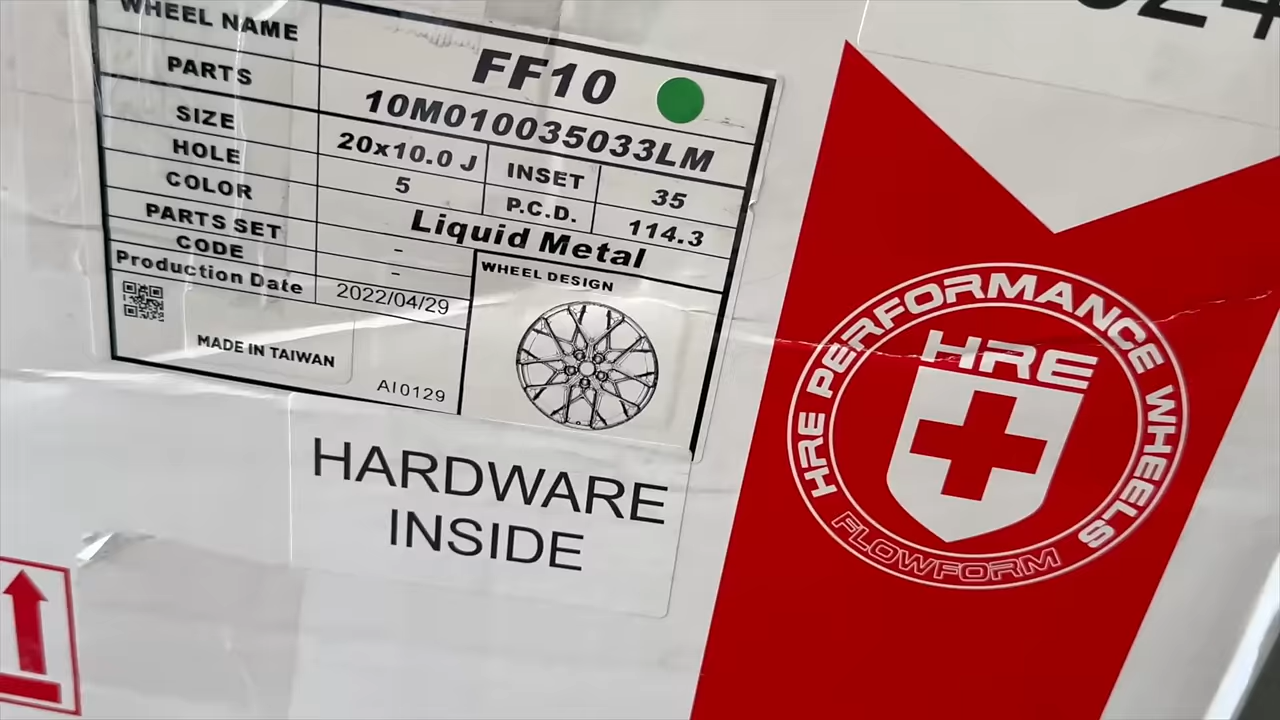 WHEEL NAME FF10
PARTS 10M010035033LM
SIZE 20x10.0 J INSET 35
HOLE 5 P.C.D. 114.3
COLOR Liquid Metal
PARTS SET -
CODE -
Production Date 2022/04/29
WHEEL DESIGN
MADE IN TAIWAN
AI0129
HARDWARE
INSIDE
HRE PERFORMANCE WHEELS
HRE
FLOWFORM